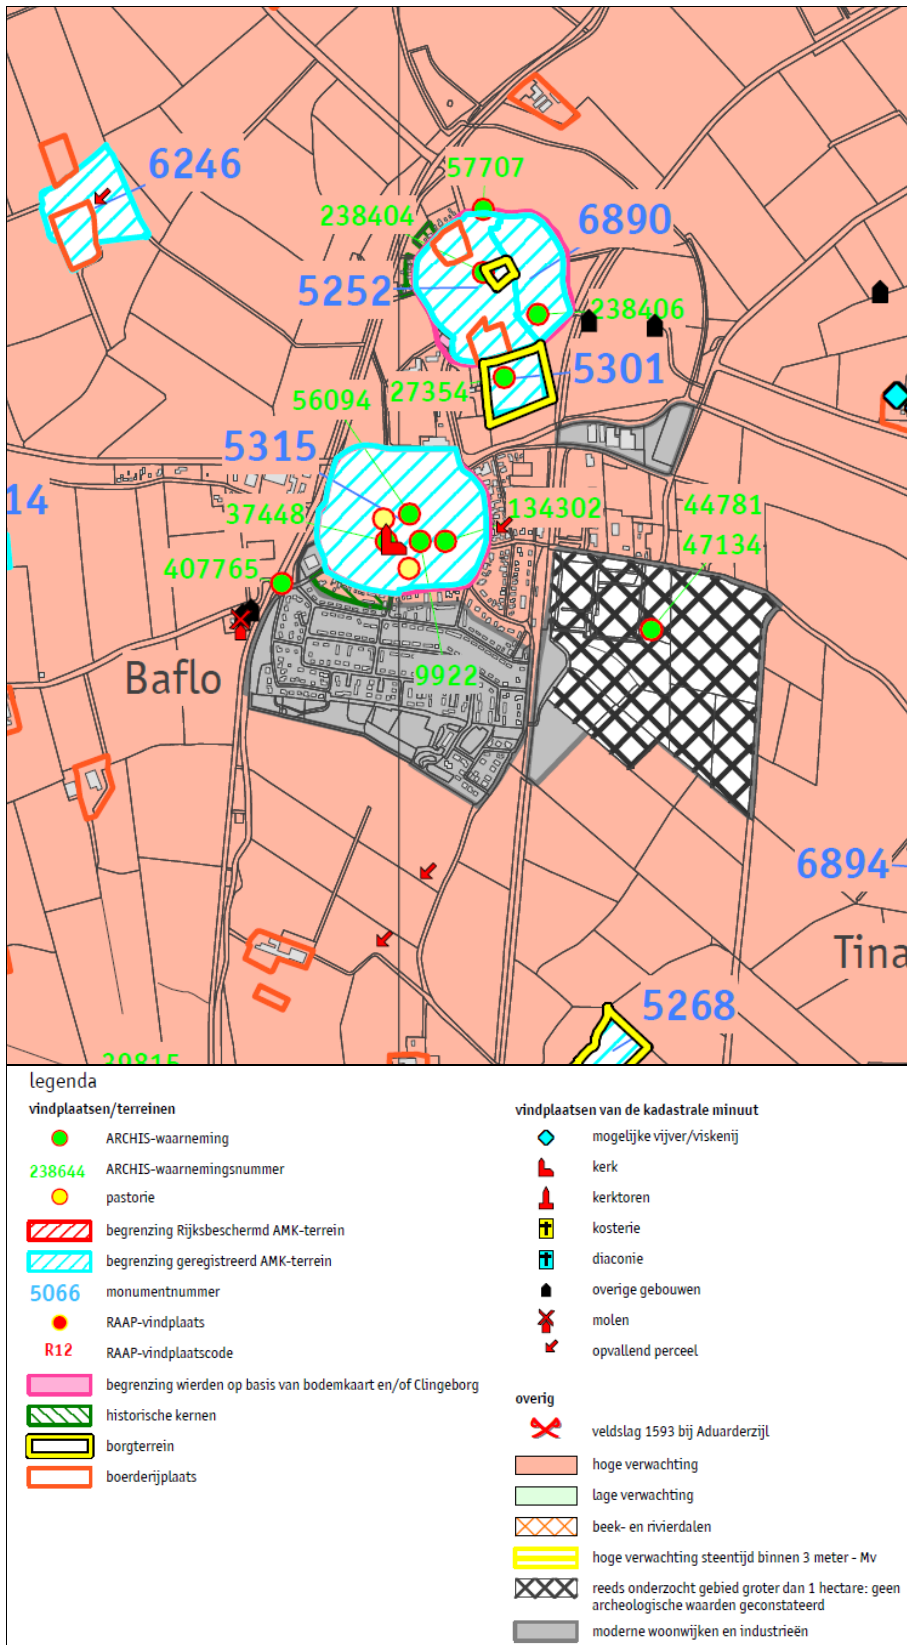 57707
6246
238404
6890
5252
238406
5301
27354
56094
5315
14
37448
134302
44781
47134
407765
9922
Baflo
6894
Tina
5268
39815
legenda
vindplaatsen/terreinen
ARCHIS-waarneming
238644
ARCHIS-waarnemingsnummer
pastorie
begrenzing Rijksbeschermd AMK-terrein
begrenzing geregistreerd AMK-terrein
5066
monumentnummer
RAAP-vindplaats
R12
RAAP-vindplaatscode
begrenzing wierden op basis van bodemkaart en/of Clingeborg
historische kernen
borgterrein
boerderijplaats
vindplaatsen van de kadastrale minuut
mogelijke vijver/viskenij
kerk
kerktoren
kosterie
diaconie
overige gebouwen
molen
opvallend perceel
overig
veldslag 1593 bij Aduarderzijl
hoge verwachting
lage verwachting
beek- en rivierdalen
hoge verwachting steentijd binnen 3 meter - Mv
reeds onderzocht gebied groter dan 1 hectare: geen
archeologische waarden geconstateerd
moderne woonwijken en industrieën